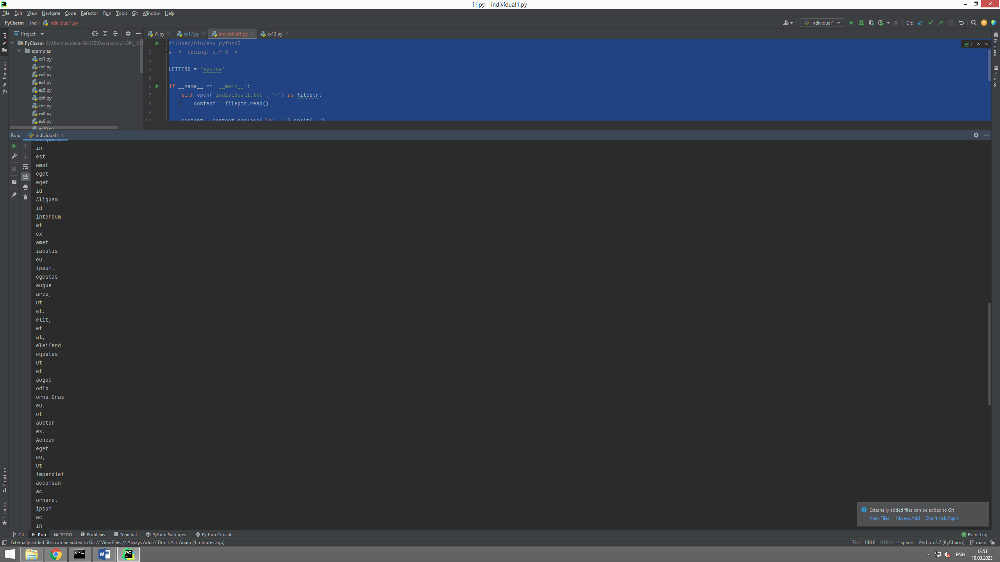 i1.py – individual1.py
File Edit View Navigate Code Refactor Run Tools Git Window Help
PyCharm ind individual1.py
individual1
Git:
Project
i1.py
ex17.py
individual1.py
ex13.py
PyCharm C:\Users\student-09-525\Desktop\opi\OPI_18\
examples
ex1.py
ex2.py
ex3.py
ex4.py
ex5.py
ex6.py
ex7.py
ex8.py
ex9.py
ex10.py
1 #!/user/bin/env python3
2 # -*- coding: utf-8 -*-
3
4 LETTERS = 'eyuioa'
5
6 if __name__ == '__main__':
7 with open('individual1.txt', 'r') as fileptr:
8 content = fileptr.read()
9
10 content = content.replace('\n', '').split(' ')
2
Project
Pull Requests
Structure
Favorites
Database
SciView
Run: individual1
in
est
amet
eget
eget
id
Aliquam
id
interdum
at
ex
amet
iaculis
eu
ipsum.
egestas
augue
arcu,
ut
et.
elit,
et
at,
eleifend
egestas
ut
et
augue
odio
urna.Cras
eu.
ut
auctor
ex.
Aenean
eget
eu,
Ut
imperdiet
accumsan
ac
ornare.
ipsum
ac
In
Externally added files can be added to Git
View Files Always Add Don't Ask Again
Git Run TODO Problems Terminal Python Packages Python Console
1 Event Log
Externally added files can be added to Git // View Files // Always Add // Don't Ask Again (4 minutes ago)
172:1 CRLF UTF-8 4 spaces Python 3.7 (PyCharm) main
ENG
13:51
10.03.2023